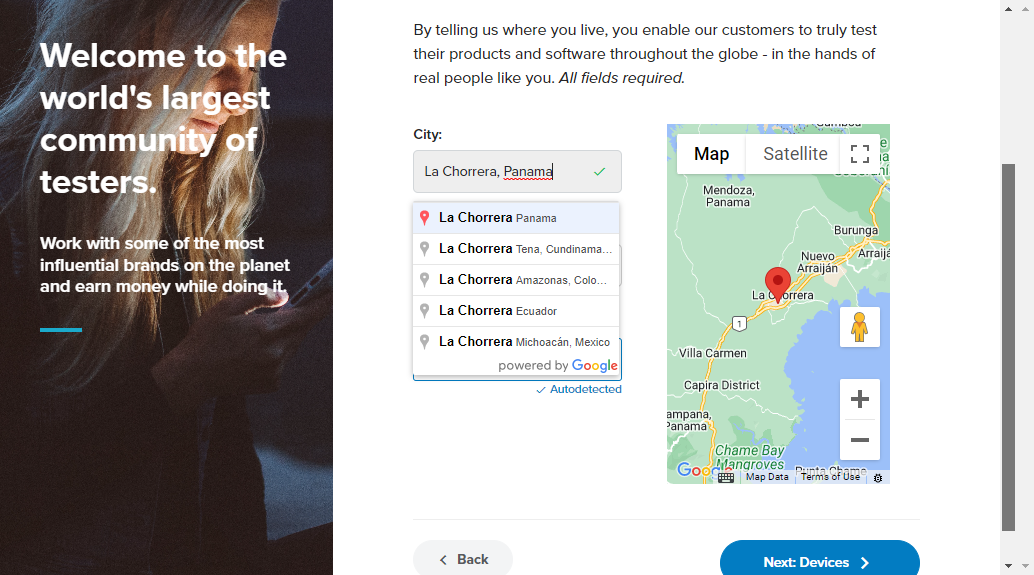 Welcome to the
world's largest
community of
testers.
Work with some of the most
influential brands on the planet
and earn money while doing it.
By telling us where you live, you enable our customers to truly test
their products and software throughout the globe - in the hands of
real people like you. All fields required.
City:
La Chorrera, Panama
La Chorrera Panama
La Chorrera Tena, Cundinama...
La Chorrera Amazonas, Colo...
La Chorrera Ecuador
La Chorrera Michoacán, Mexico
powered by Google
Autodetected
Map
Satellite
Mendoza,
Panama
Burunga
Nuevo
Arraiján
Arraijá
La Chorrera
1
Villa Carmen
Capira District
ampana,
Panama
Chame Bay
Mangroves
Punta Chame
Google
Map Data
Terms of Use
Back
Next: Devices